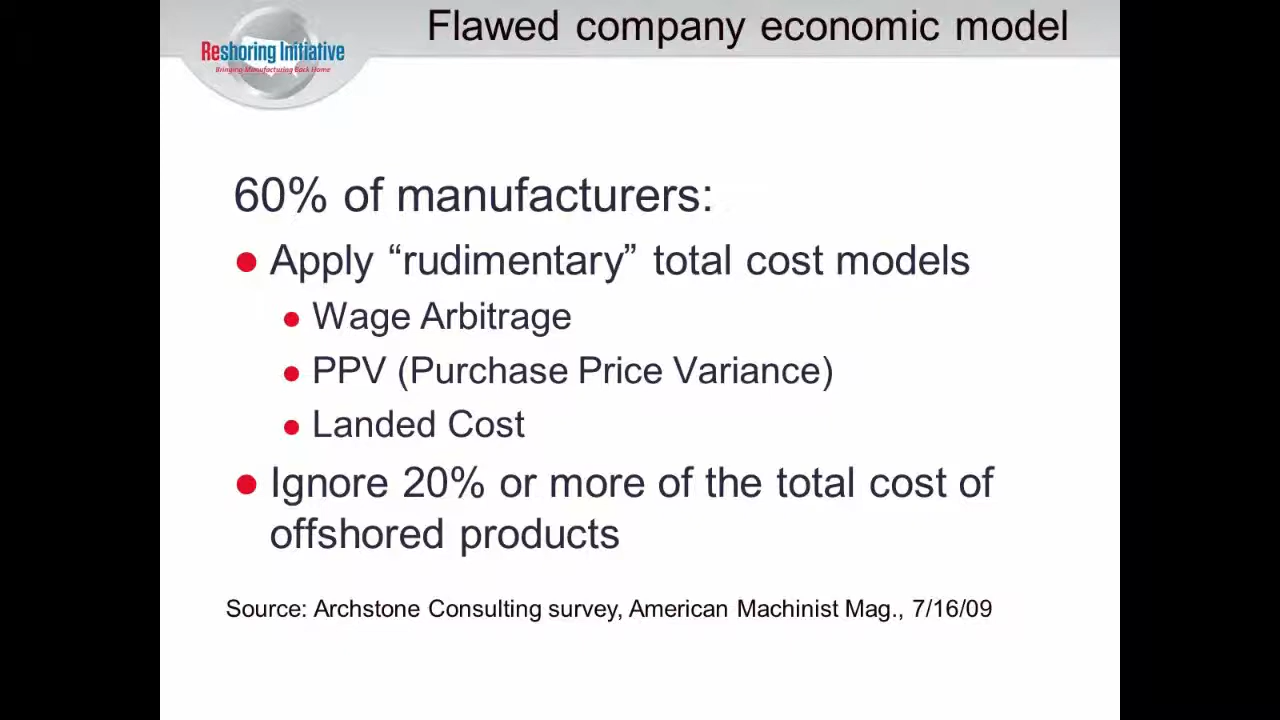 Flawed company economic model
Reshoring Initiative
Bringing Manufacturing Back Home
60% of manufacturers:
Apply “rudimentary” total cost models
Wage Arbitrage
PPV (Purchase Price Variance)
Landed Cost
Ignore 20% or more of the total cost of
offshored products
Source: Archstone Consulting survey, American Machinist Mag., 7/16/09